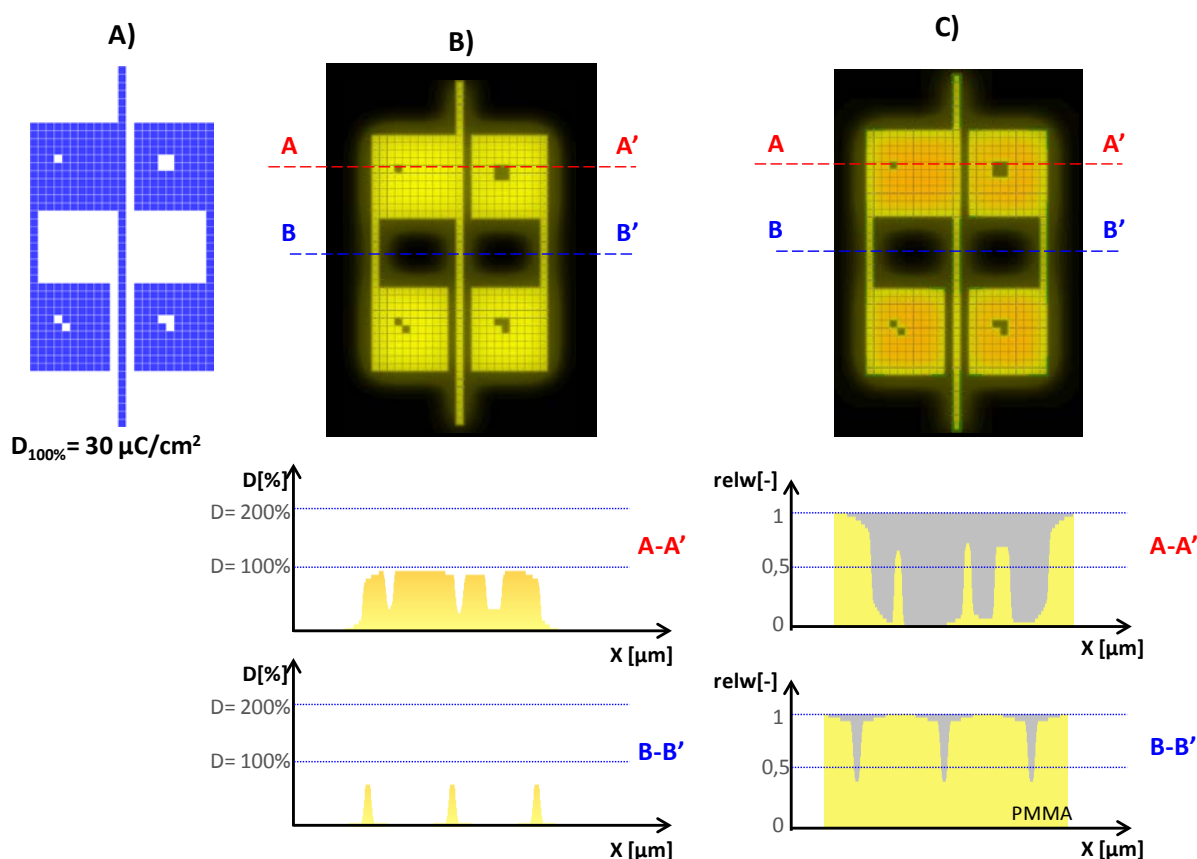 A)
B)
C)
A
A'
A
A'
B
B'
B
B'
D100%= 30 µC/cm²
D[%]
D= 200%
D= 100%
A-A'
X [µm]
relw[-]
1
0,5
0
A-A'
X [µm]
D[%]
D= 200%
D= 100%
B-B'
X [µm]
relw[-]
1
0,5
0
B-B'
PMMA
X [µm]